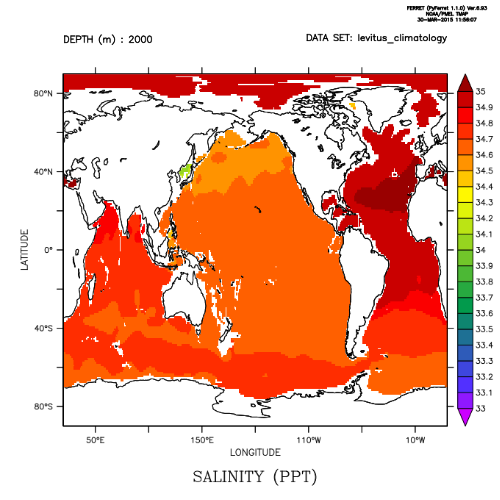 FERRET (PyFerret 1.1.0) Ver.6.93
NOAA/PMEL TMAP
30-MAR-2015 11:56:07
DEPTH (m) : 2000
DATA SET: levitus_climatology
80°N
40°N
0°
40°S
80°S
LATITUDE
50°E
150°E
110°W
10°W
LONGITUDE
35
34.9
34.8
34.7
34.6
34.5
34.4
34.3
34.2
34.1
34
33.9
33.8
33.7
33.6
33.5
33.4
33.3
33.2
33.1
33
SALINITY (PPT)